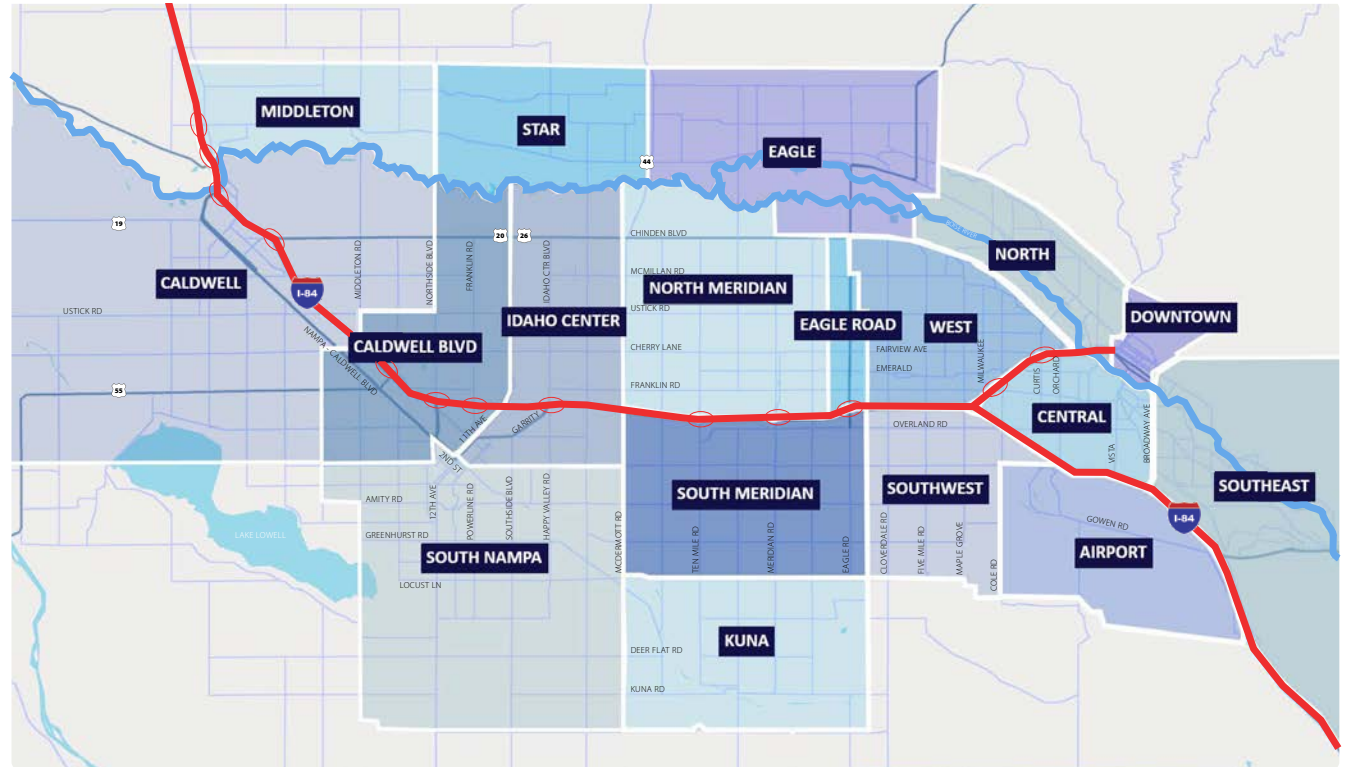 MIDDLETON
STAR
EAGLE
44
19
20
26
CHINDEN BLVD
BOISE RIVER
NORTH
CALDWELL
I-84
MIDDLETON RD
NORTHSIDE BLVD
FRANKLIN RD
IDAHO CTR BLVD
MCMILLAN RD
NORTH MERIDIAN
USTICK RD
USTICK RD
IDAHO CENTER
EAGLE ROAD
WEST
DOWNTOWN
NAMPA - CALDWELL BLVD
CALDWELL BLVD
CHERRY LANE
FAIRVIEW AVE
EMERALD
MILWAUKEE
CURTIS
ORCHARD
55
FRANKLIN RD
11TH AVE
GARRITY
OVERLAND RD
CENTRAL
VISTA
BROADWAY AVE
2ND ST
AMITY RD
12TH AVE
POWERLINE RD
SOUTHSIDE BLVD
HAPPY VALLEY RD
SOUTH MERIDIAN
SOUTHWEST
SOUTHEAST
I-84
GOWEN RD
LAKE LOWELL
GREENHURST RD
SOUTH NAMPA
MCDERMOTT RD
TEN MILE RD
MERIDIAN RD
EAGLE RD
CLOVERDALE RD
FIVE MILE RD
MAPLE GROVE
COLE RD
AIRPORT
LOCUST LN
KUNA
DEER FLAT RD
KUNA RD